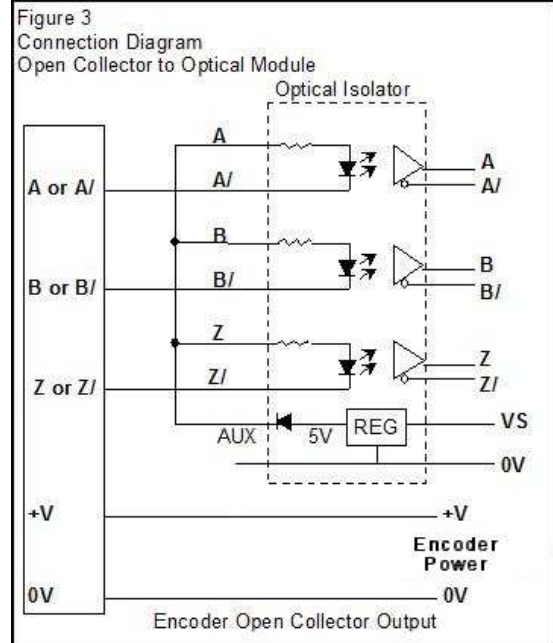 Figure 3
Connection Diagram
Open Collector to Optical Module
Optical Isolator
A
A or A/
A/
A
A/
B
B or B/
B/
B
B/
Z
Z or Z/
Z/
Z
Z/
AUX
5V
REG
VS
0V
+V
+V
Encoder
Power
0V
0V
Encoder Open Collector Output